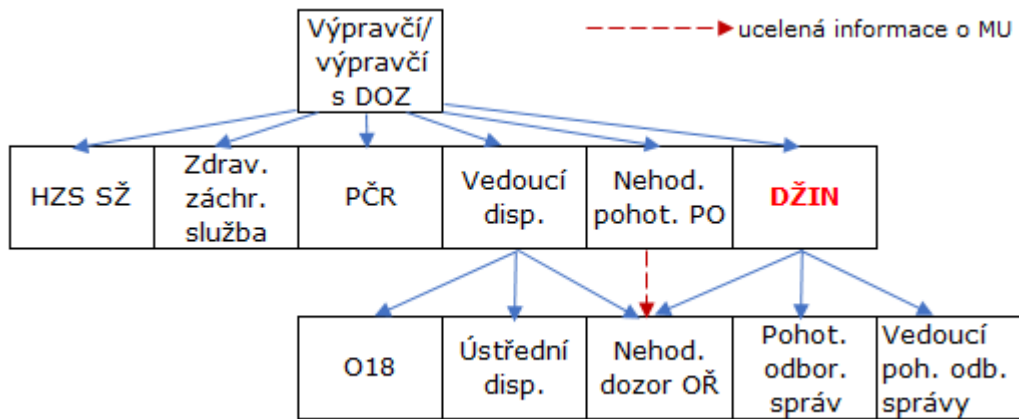 Výpravčí/
výpravčí
s DOZ
ucelená informace o MU
HZS SŽ
Zdrav.
záchr.
služba
PČR
Vedoucí
disp.
Nehod.
pohot. PO
DŽIN
O18
Ústřední
disp.
Nehod.
dozor OŘ
Pohot.
odbor.
správ
Vedoucí
poh. odb.
správy